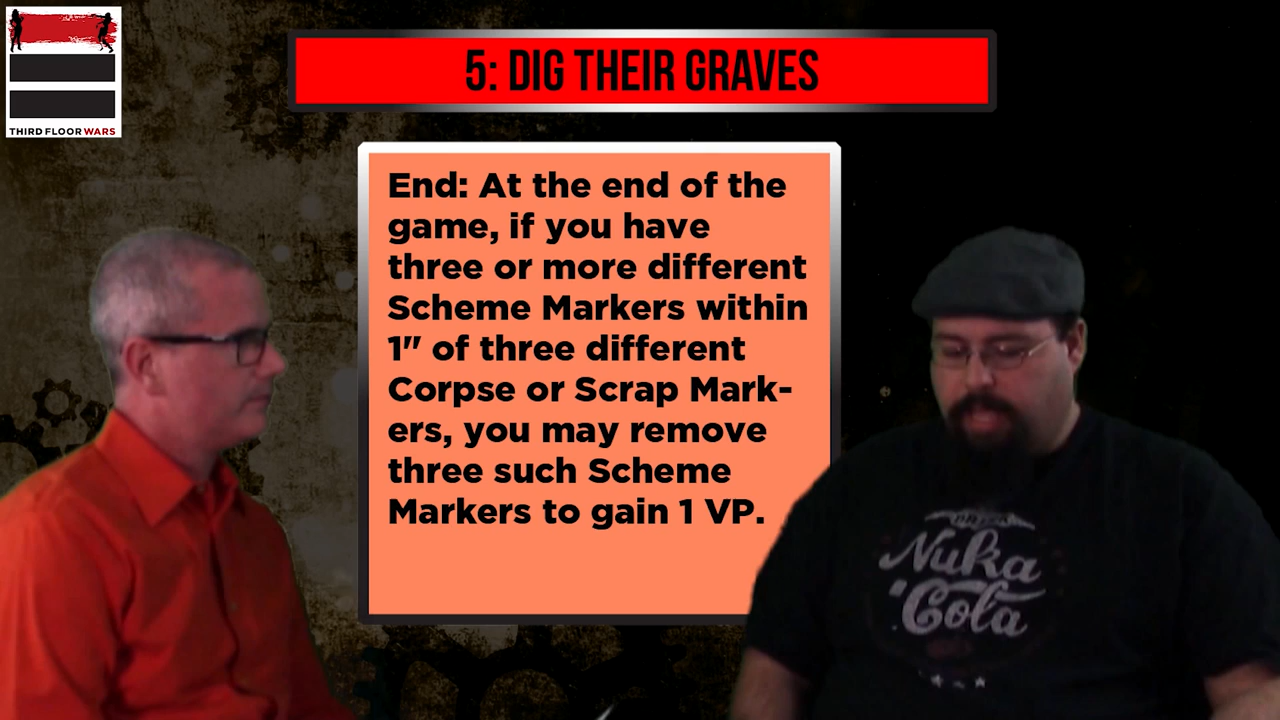 5: DIG THEIR GRAVES
THIRD FLOOR WARS
End: At the end of the
game, if you have
three or more different
Scheme Markers within
1" of three different
Corpse or Scrap Mark-
ers, you may remove
three such Scheme
Markers to gain 1 VP.
DRINK
Nuka
Cola